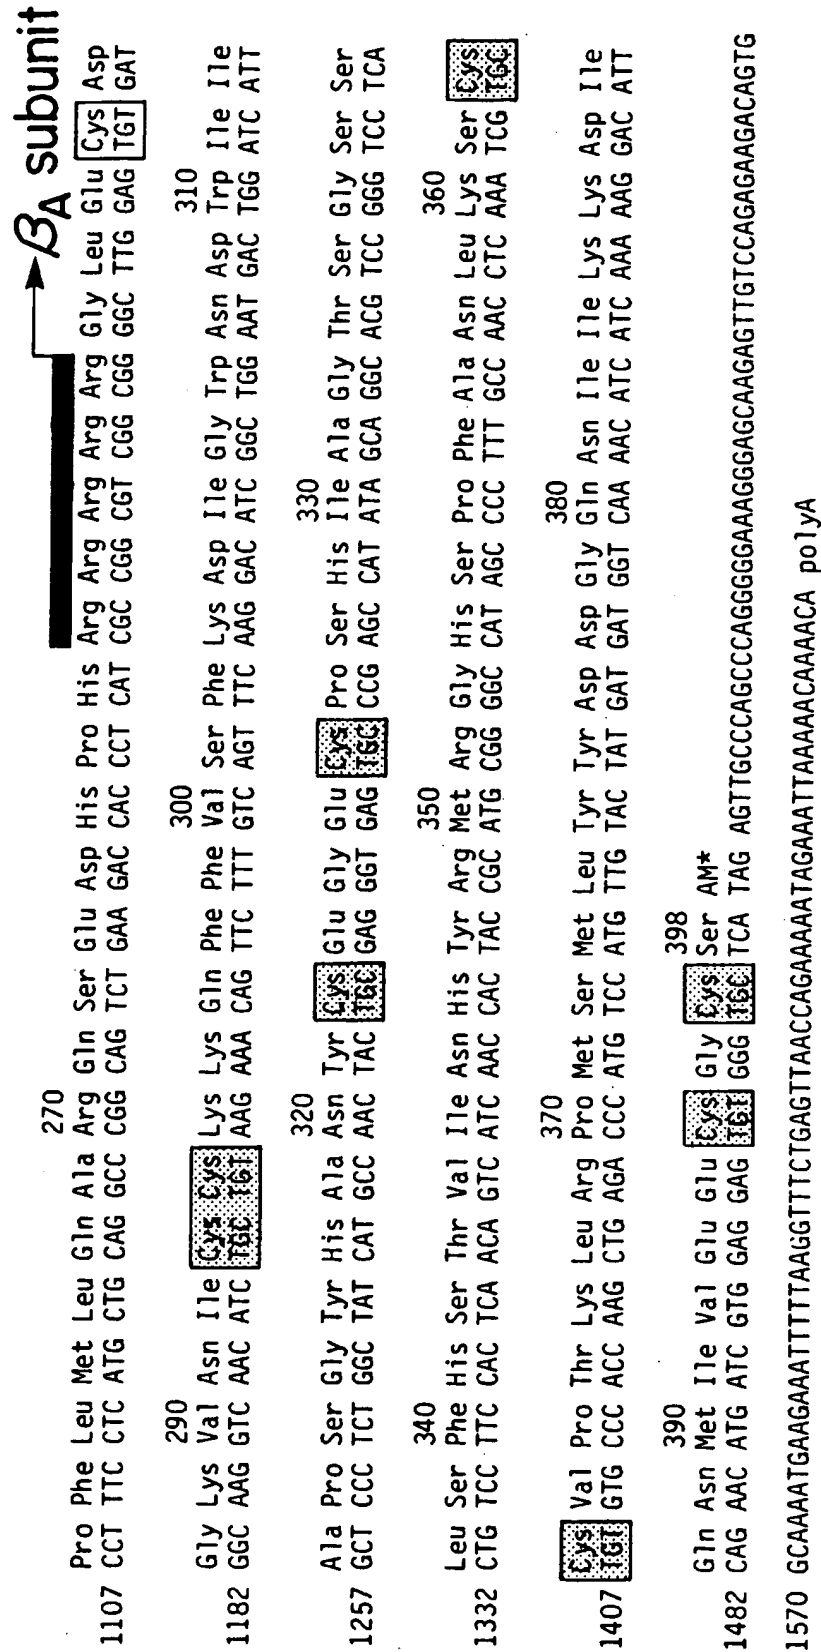 βA subunit
270
Pro Phe Leu Met Leu Gln Ala Arg Gln Ser Glu Asp His Pro His Arg Arg Arg Arg Arg Gly Leu Glu Cys Asp
1107 CCT TTC CTC ATG CTG CAG GCC CGG CAG TCT GAA GAC CAC CCT CAT CGC CGG CGT CGG CGG GGC TTG GAG TGT GAT
290 300 310
Gly Lys Val Asn Ile Cys Cys Lys Lys Gln Phe Phe Val Ser Phe Lys Asp Ile Gly Trp Asn Asp Trp Ile Ile
1182 GGC AAG GTC AAC ATC TGC TGT AAG AAA CAG TTC TTT GTC AGT TTC AAG GAC ATC GGC TGG AAT GAC TGG ATC ATT
320 330
Ala Pro Ser Gly Tyr His Ala Asn Tyr Cys Glu Gly Glu Cys Pro Ser His Ile Ala Gly Thr Ser Gly Ser Ser
1257 GCT CCC TCT GGC TAT CAT GCC AAC TAC TGC GAG GGT GAG TGC CCG AGC CAT ATA GCA GGC ACG TCC GGG TCC TCA
340 350 360
Leu Ser Phe His Ser Thr Val Ile Asn His Tyr Arg Met Arg Gly His Ser Pro Phe Ala Asn Leu Lys Ser Cys
1332 CTG TCC TTC CAC TCA ACA GTC ATC AAC CAC TAC CGC ATG CGG GGC CAT AGC CCC TTT GCC AAC CTC AAA TCG TGC
370 380
Cys Val Pro Thr Lys Leu Arg Pro Met Ser Met Leu Tyr Tyr Asp Asp Gly Gln Asn Ile Ile Lys Lys Asp Ile
1407 TGT GTG CCC ACC AAG CTG AGA CCC ATG TCC ATG TTG TAC TAT GAT GAT GGT CAA AAC ATC ATC AAA AAG GAC ATT
390 398
Gln Asn Met Ile Val Glu Glu Cys Gly Cys Ser AM*
1482 CAG AAC ATG ATC GTG GAG GAG TGT GGG TGC TCA TAG AGTTGCCCAGCCCAGGGGGAAAGGGAGCAAGAGTTGTCCAGAGAAGACAGTG
1570 GCAAAATGAAGAAATTTTTAAGGTTTCTGAGTTAACCAGAAAAATAGAAATTAAAAACAAAACA polyA